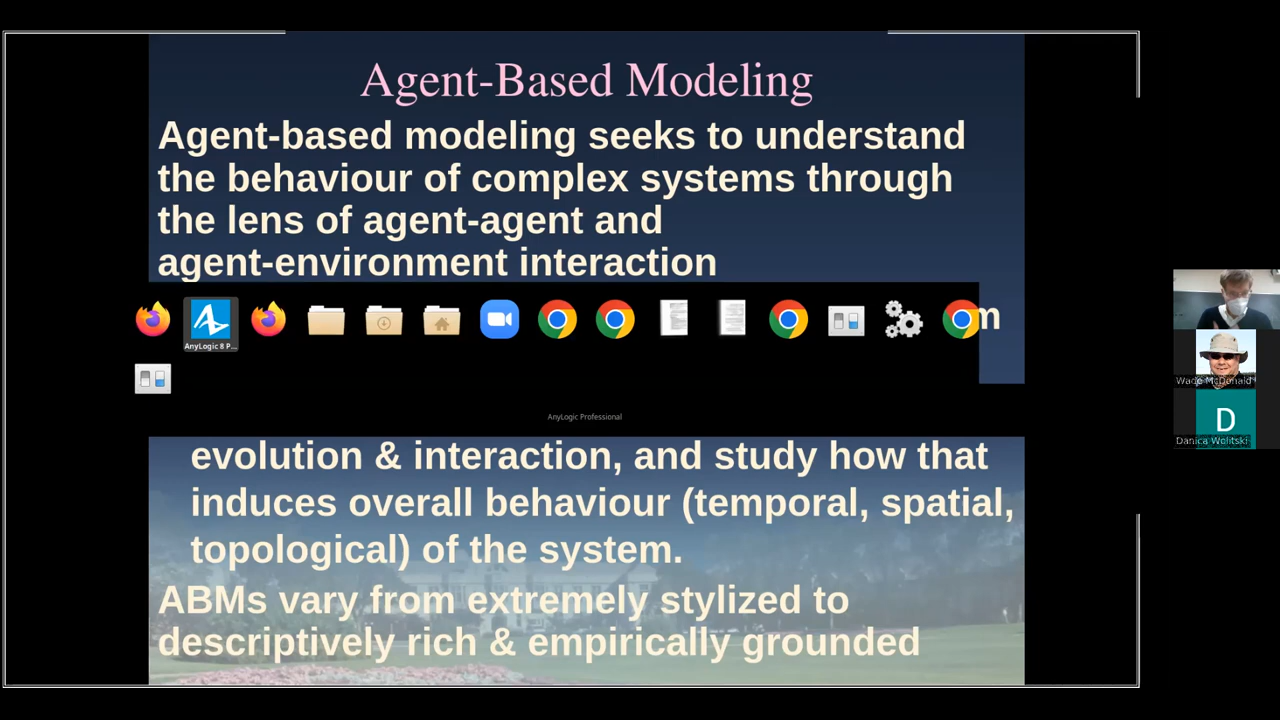 Agent-Based Modeling
Agent-based modeling seeks to understand
the behaviour of complex systems through
the lens of agent-agent and
agent-environment interaction
m
AnyLogic 8 P...
AnyLogic Professional
evolution & interaction, and study how that
induces overall behaviour (temporal, spatial,
topological) of the system.
ABMs vary from extremely stylized to
descriptively rich & empirically grounded
Wade McDonald
D
Danica Wolitski